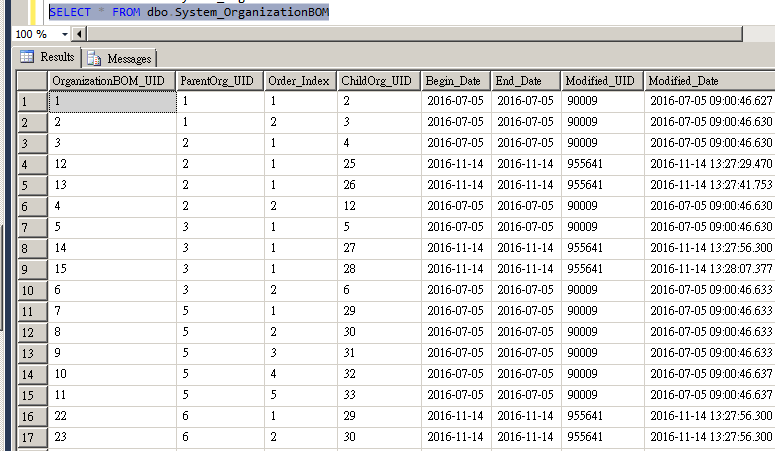 SELECT * FROM dbo.System_OrganizationBOM
100 %
Results Messages
OrganizationBOM_UID ParentOrg_UID Order_Index ChildOrg_UID Begin_Date End_Date Modified_UID Modified_Date
1 1 1 1 2 2016-07-05 2016-07-05 90009 2016-07-05 09:00:46.627
2 2 1 2 3 2016-07-05 2016-07-05 90009 2016-07-05 09:00:46.630
3 3 2 1 4 2016-07-05 2016-07-05 90009 2016-07-05 09:00:46.630
4 12 2 1 25 2016-11-14 2016-11-14 955641 2016-11-14 13:27:29.470
5 13 2 1 26 2016-11-14 2016-11-14 955641 2016-11-14 13:27:41.753
6 4 2 2 12 2016-07-05 2016-07-05 90009 2016-07-05 09:00:46.630
7 5 3 1 5 2016-07-05 2016-07-05 90009 2016-07-05 09:00:46.630
8 14 3 1 27 2016-11-14 2016-11-14 955641 2016-11-14 13:27:56.300
9 15 3 1 28 2016-11-14 2016-11-14 955641 2016-11-14 13:28:07.377
10 6 3 2 6 2016-07-05 2016-07-05 90009 2016-07-05 09:00:46.633
11 7 5 1 29 2016-07-05 2016-07-05 90009 2016-07-05 09:00:46.633
12 8 5 2 30 2016-07-05 2016-07-05 90009 2016-07-05 09:00:46.633
13 9 5 3 31 2016-07-05 2016-07-05 90009 2016-07-05 09:00:46.633
14 10 5 4 32 2016-07-05 2016-07-05 90009 2016-07-05 09:00:46.637
15 11 5 5 33 2016-07-05 2016-07-05 90009 2016-07-05 09:00:46.637
16 22 6 1 29 2016-11-14 2016-11-14 955641 2016-11-14 13:27:56.300
17 23 6 2 30 2016-11-14 2016-11-14 955641 2016-11-14 13:27:56.300